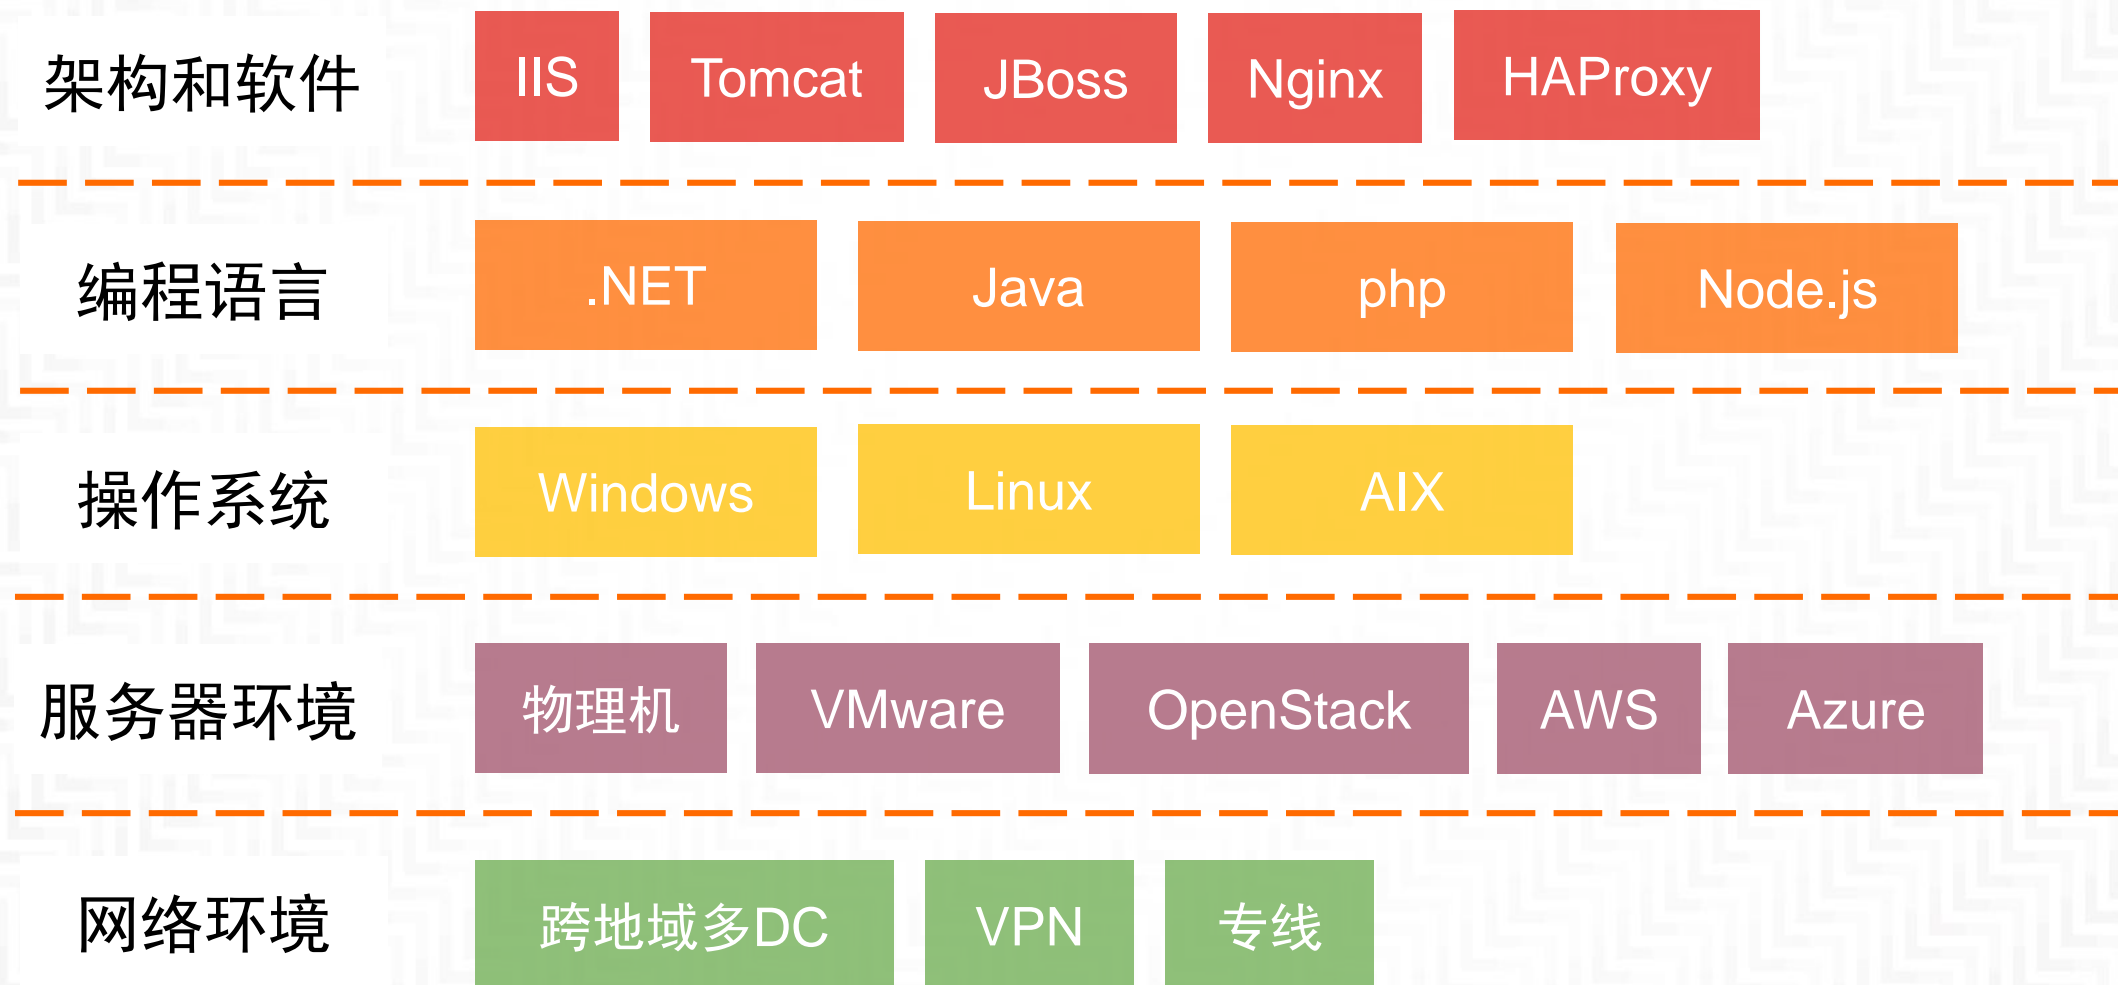 架构和软件 IIS Tomcat JBoss Nginx HAProxy
编程语言 .NET Java php Node.js
操作系统 Windows Linux AIX
服务器环境 物理机 VMware OpenStack AWS Azure
网络环境 跨地域多DC VPN 专线